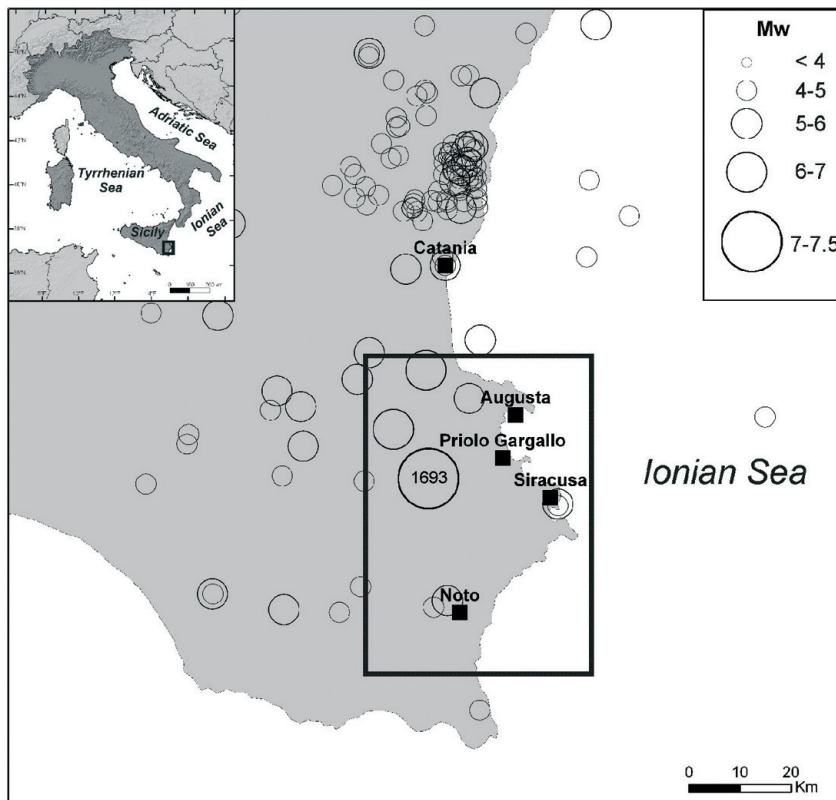 Adriatic Sea
Tyrrhenian
Sea
Ionian
Sea
Sicily
Mw
< 4
4-5
5-6
6-7
7-7.5
Catania
Augusta
Priolo Gargallo
1693
Siracusa
Ionian Sea
Noto
0 10 20
Km